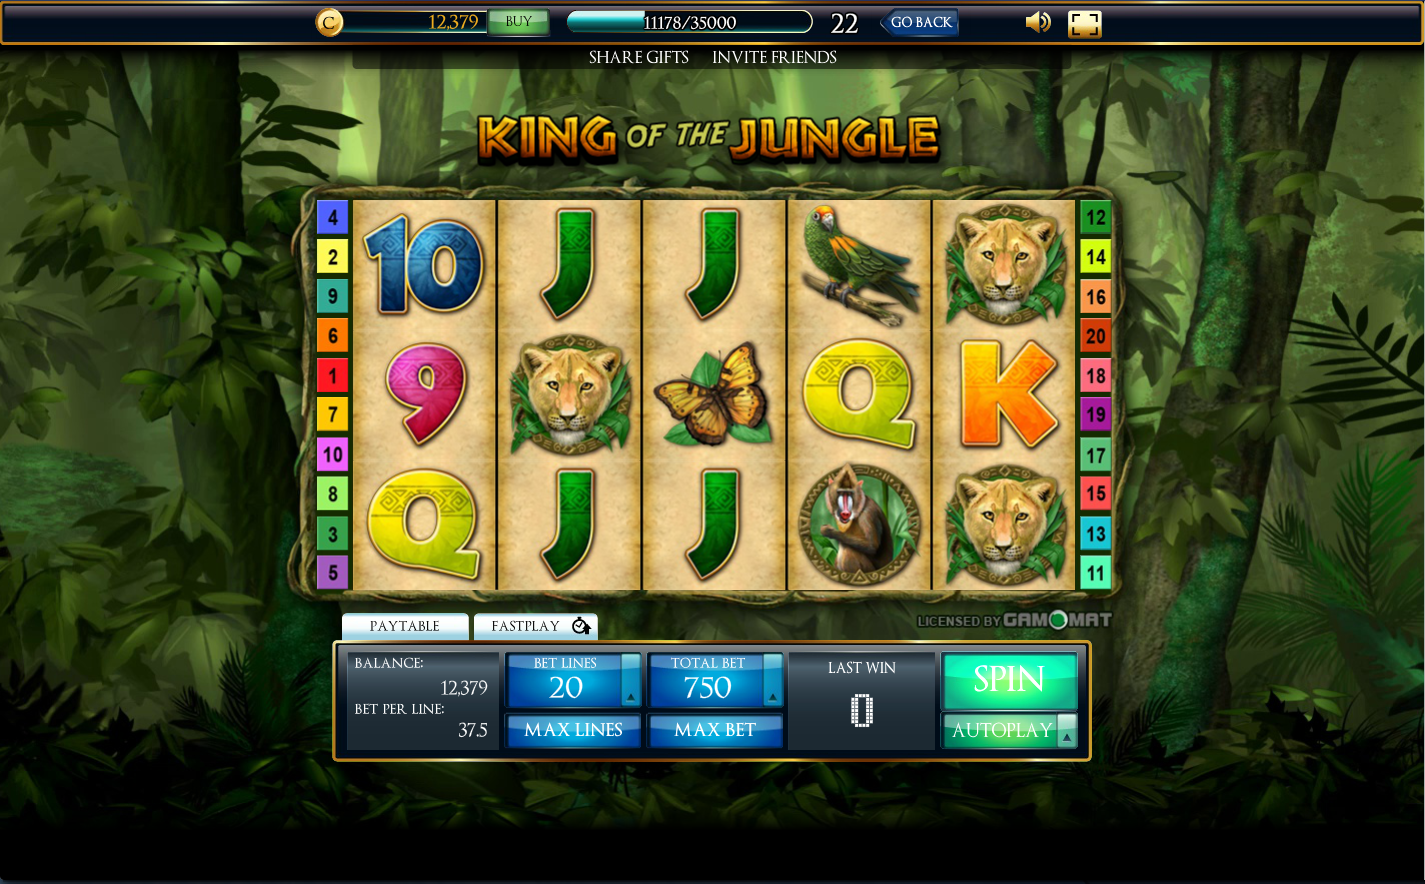 C 12,379 BUY 11178/35000 22 GO BACK
SHARE GIFTS INVITE FRIENDS
KING OF THE JUNGLE
4 10 J J 12
2 14
9 16
6 20
1 9 Q K 18
7 19
10 17
8 Q J J 15
3 13
5 11
PAYTABLE FASTPLAY LICENSED BY GAMOMAT
BALANCE: BET LINES TOTAL BET LAST WIN SPIN
12,379 20 750 0
BET PER LINE:
37.5 MAX LINES MAX BET AUTOPLAY